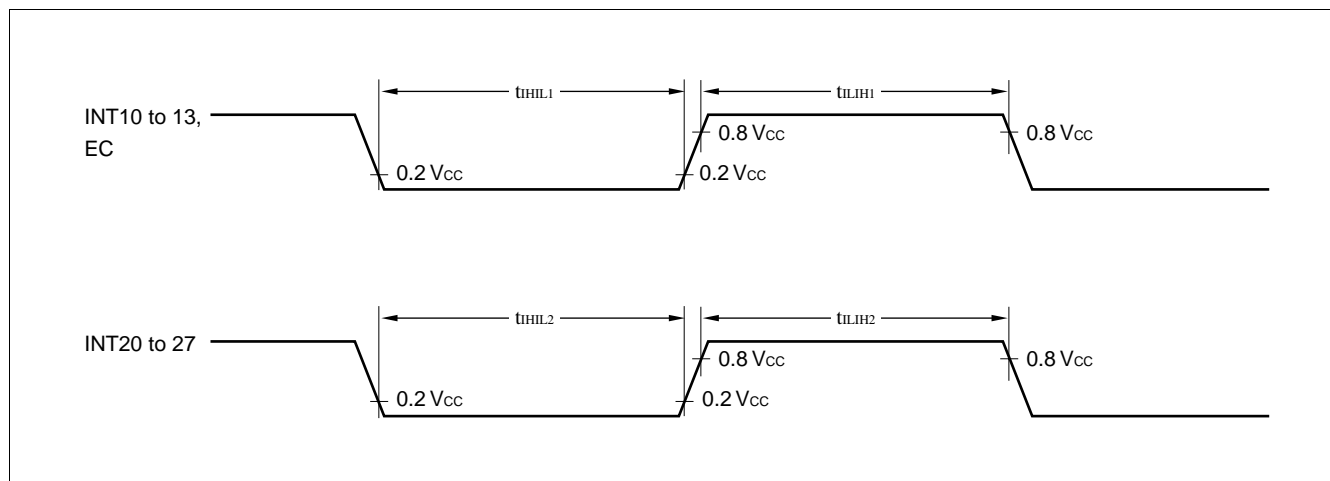 tIHIL1
tILIH1
INT10 to 13,
EC
0.8 VCC
0.8 VCC
0.2 VCC
0.2 VCC
tIHIL2
tILIH2
INT20 to 27
0.8 VCC
0.8 VCC
0.2 VCC
0.2 VCC